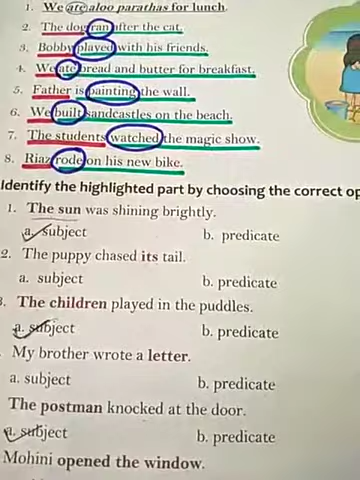 1. We ate aloo parathas for lunch.
2. The dog ran after the cat.
3. Bobby played with his friends.
4. We ate bread and butter for breakfast.
5. Father is painting the wall.
6. We built sandcastles on the beach.
7. The students watched the magic show.
8. Riaz rode on his new bike.
Identify the highlighted part by choosing the correct op
1. The sun was shining brightly.
a. subject b. predicate
2. The puppy chased its tail.
a. subject b. predicate
3. The children played in the puddles.
a. subject b. predicate
My brother wrote a letter.
a. subject b. predicate
The postman knocked at the door.
a. subject b. predicate
Mohini opened the window.